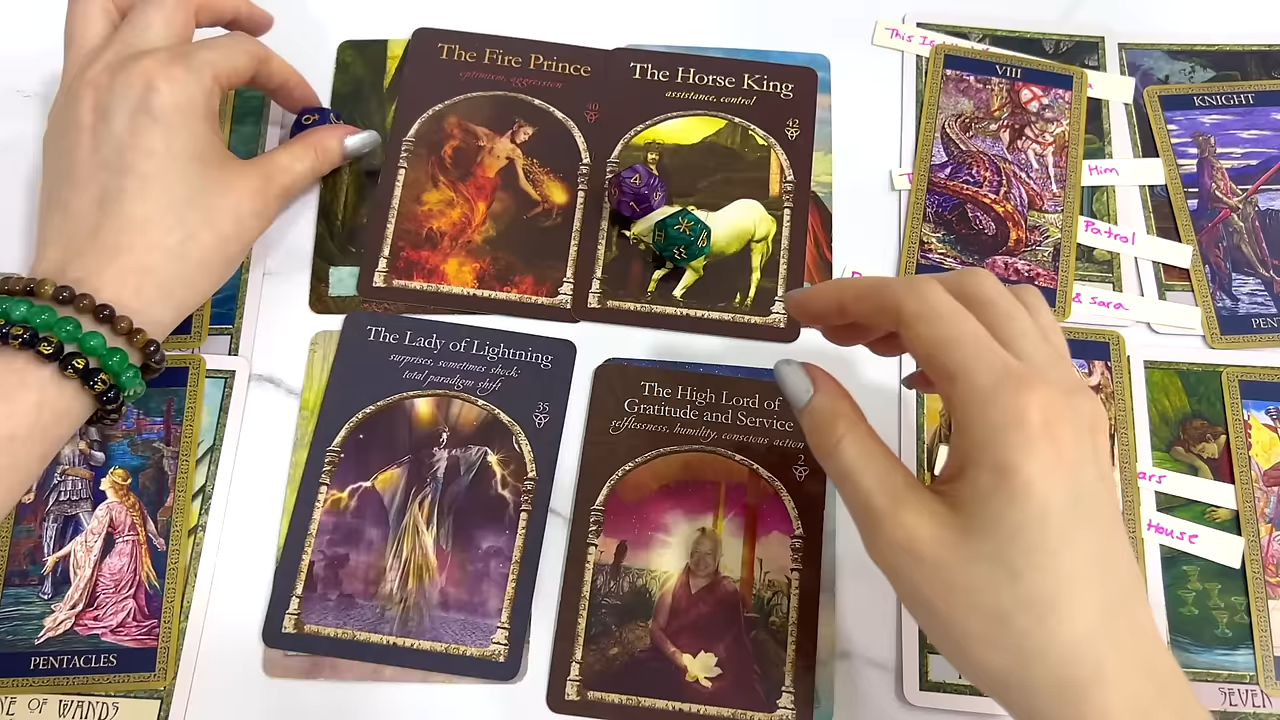 The Fire Prince
optimism, aggression
40
The Horse King
assistance, control
42
4
This Is
VIII
KNIGHT
Him
Patrol
& Sara
The Lady of Lightning
surprises, sometimes shock;
total paradigm shift
35
The High Lord of
Gratitude and Service
selflessness, humility, conscious action
2
House
PENTACLES
OF WANDS